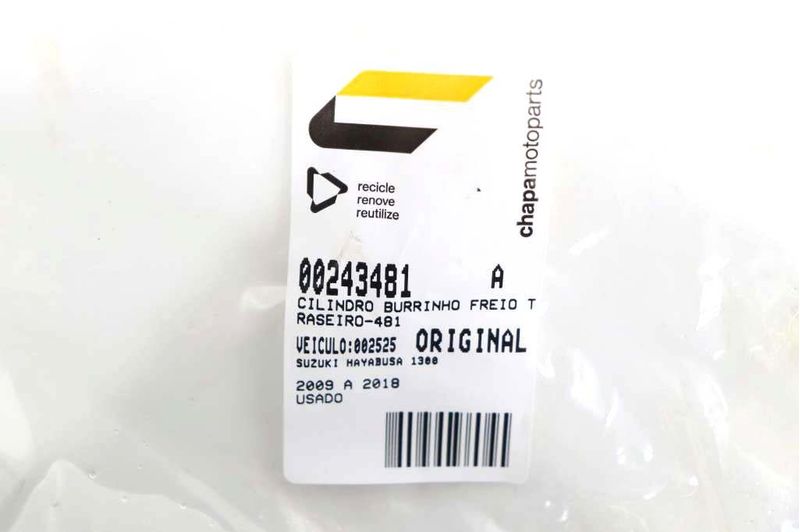 chapamotoparts
recicle
renove
reutilize
00243481 A
CILINDRO BURRINHO FREIO T
RASEIRO-481
VEICULO:002525 ORIGINAL
SUZUKI HAYABUSA 1300
2009 A 2018
USADO